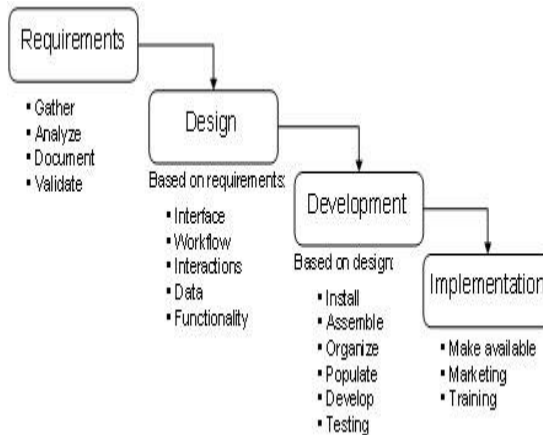 Requirements
▪ Gather
▪ Analyze
▪ Document
▪ Validate
Design
Based on requirements:
▪ Interface
▪ Workflow
▪ Interactions
▪ Data
▪ Functionality
Development
Based on design:
▪ Install
▪ Assemble
▪ Organize
▪ Populate
▪ Develop
▪ Testing
Implementation
▪ Make available
▪ Marketing
▪ Training